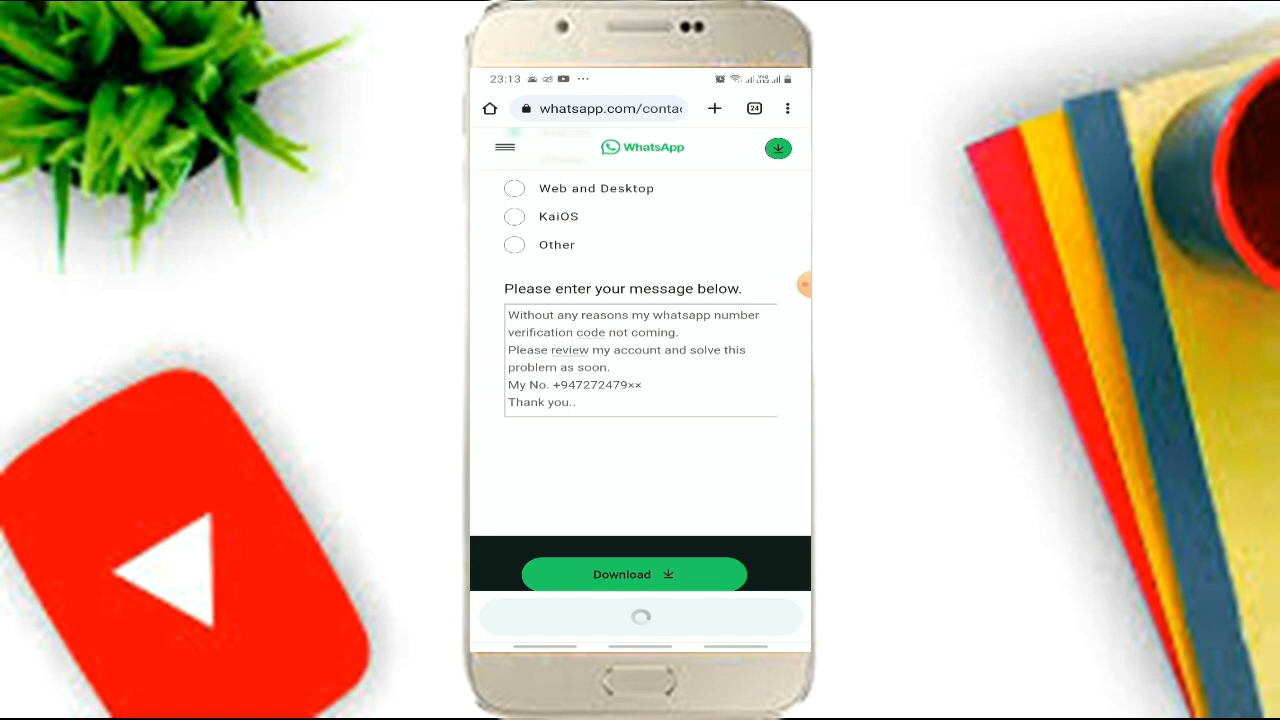 23:13
whatsapp.com/conta
24
WhatsApp
Web and Desktop
KaiOS
Other
Please enter your message below.
Without any reasons my whatsapp number
verification code not coming.
Please review my account and solve this
problem as soon.
My No. +947272479××
Thank you..
Download